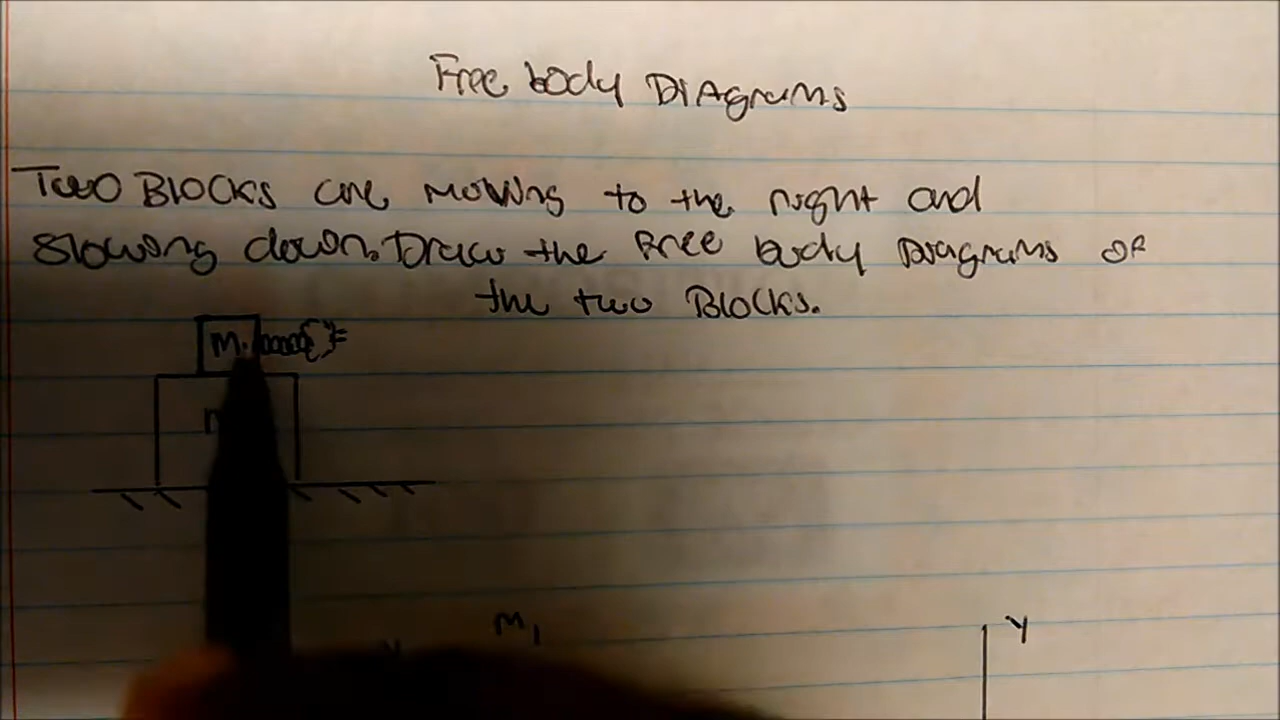 Free body Diagrams
Two Blocks are moving to the right and
slowing down. Draw the Free body Diagrams of
the two Blocks.
m
m
m1
y